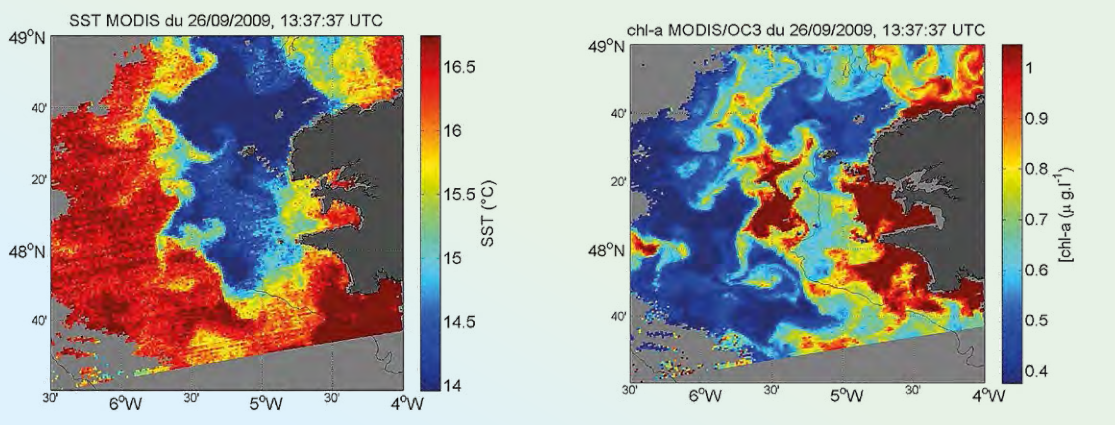 SST MODIS du 26/09/2009, 13:37:37 UTC
49°N
40'
20'
48°N
40'
30'
6°W
30'
5°W
30'
4°W
16.5
16
15.5
15
14.5
14
SST (°C)
chl-a MODIS/OC3 du 26/09/2009, 13:37:37 UTC
49°N
40'
20'
48°N
40'
30'
6°W
30'
5°W
30'
4°W
1
0.9
0.8
0.7
0.6
0.5
0.4
[chl-a (μ g.l⁻¹)